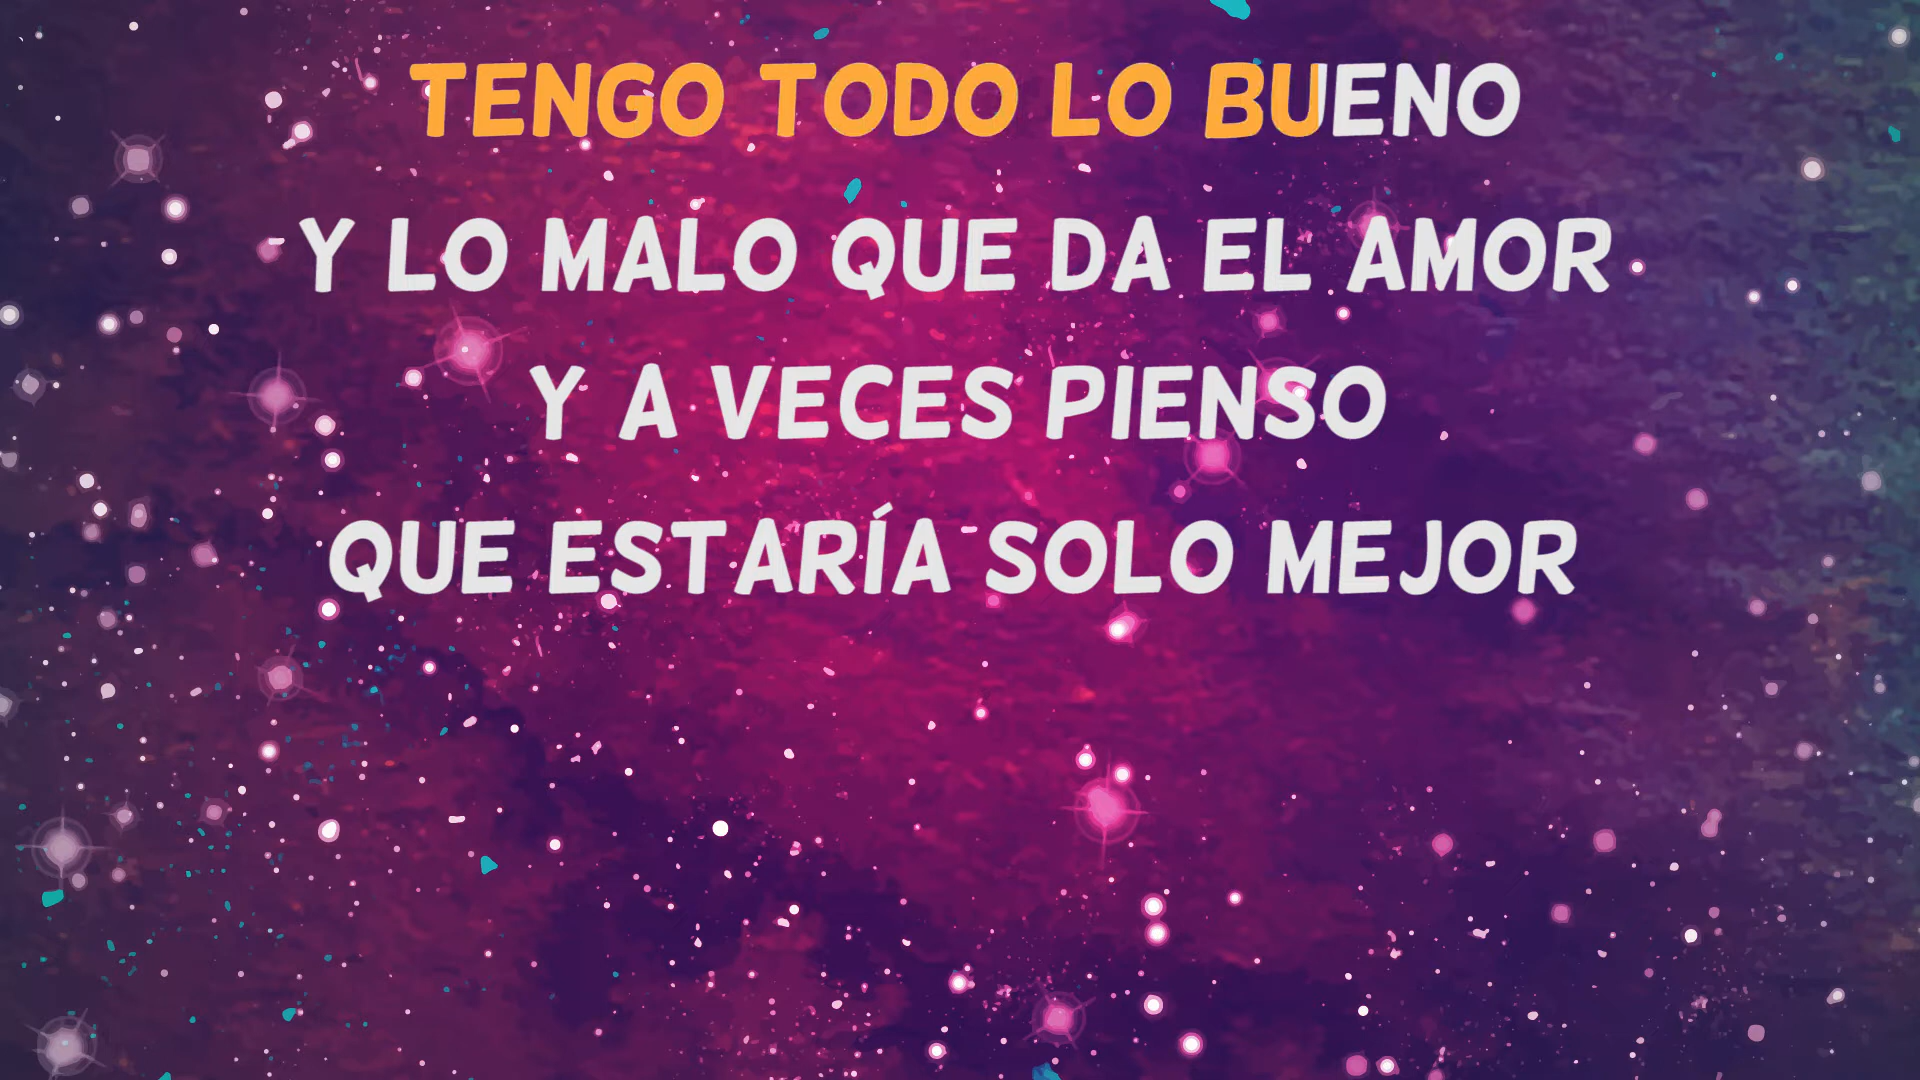 TENGO TODO LO BUENO
Y LO MALO QUE DA EL AMOR
Y A VECES PIENSO
QUE ESTARÍA SOLO MEJOR